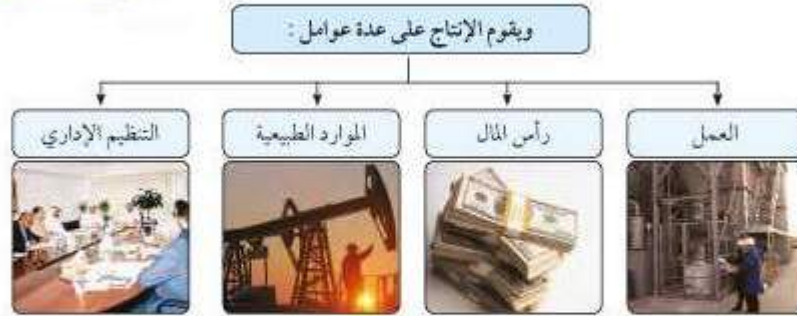 ويقوم الإنتاج على عدة عوامل :
العمل
رأس المال
الموارد الطبيعية
التنظيم الإداري